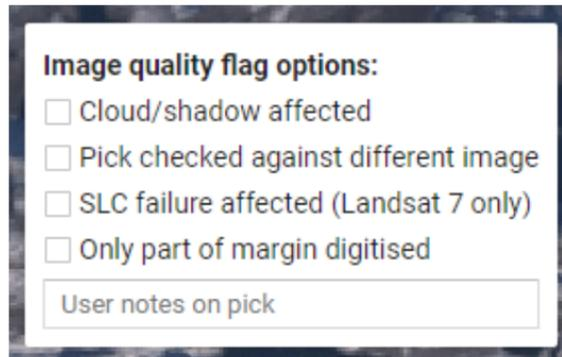 Image quality flag options:
Cloud/shadow affected
Pick checked against different image
SLC failure affected (Landsat 7 only)
Only part of margin digitised
User notes on pick